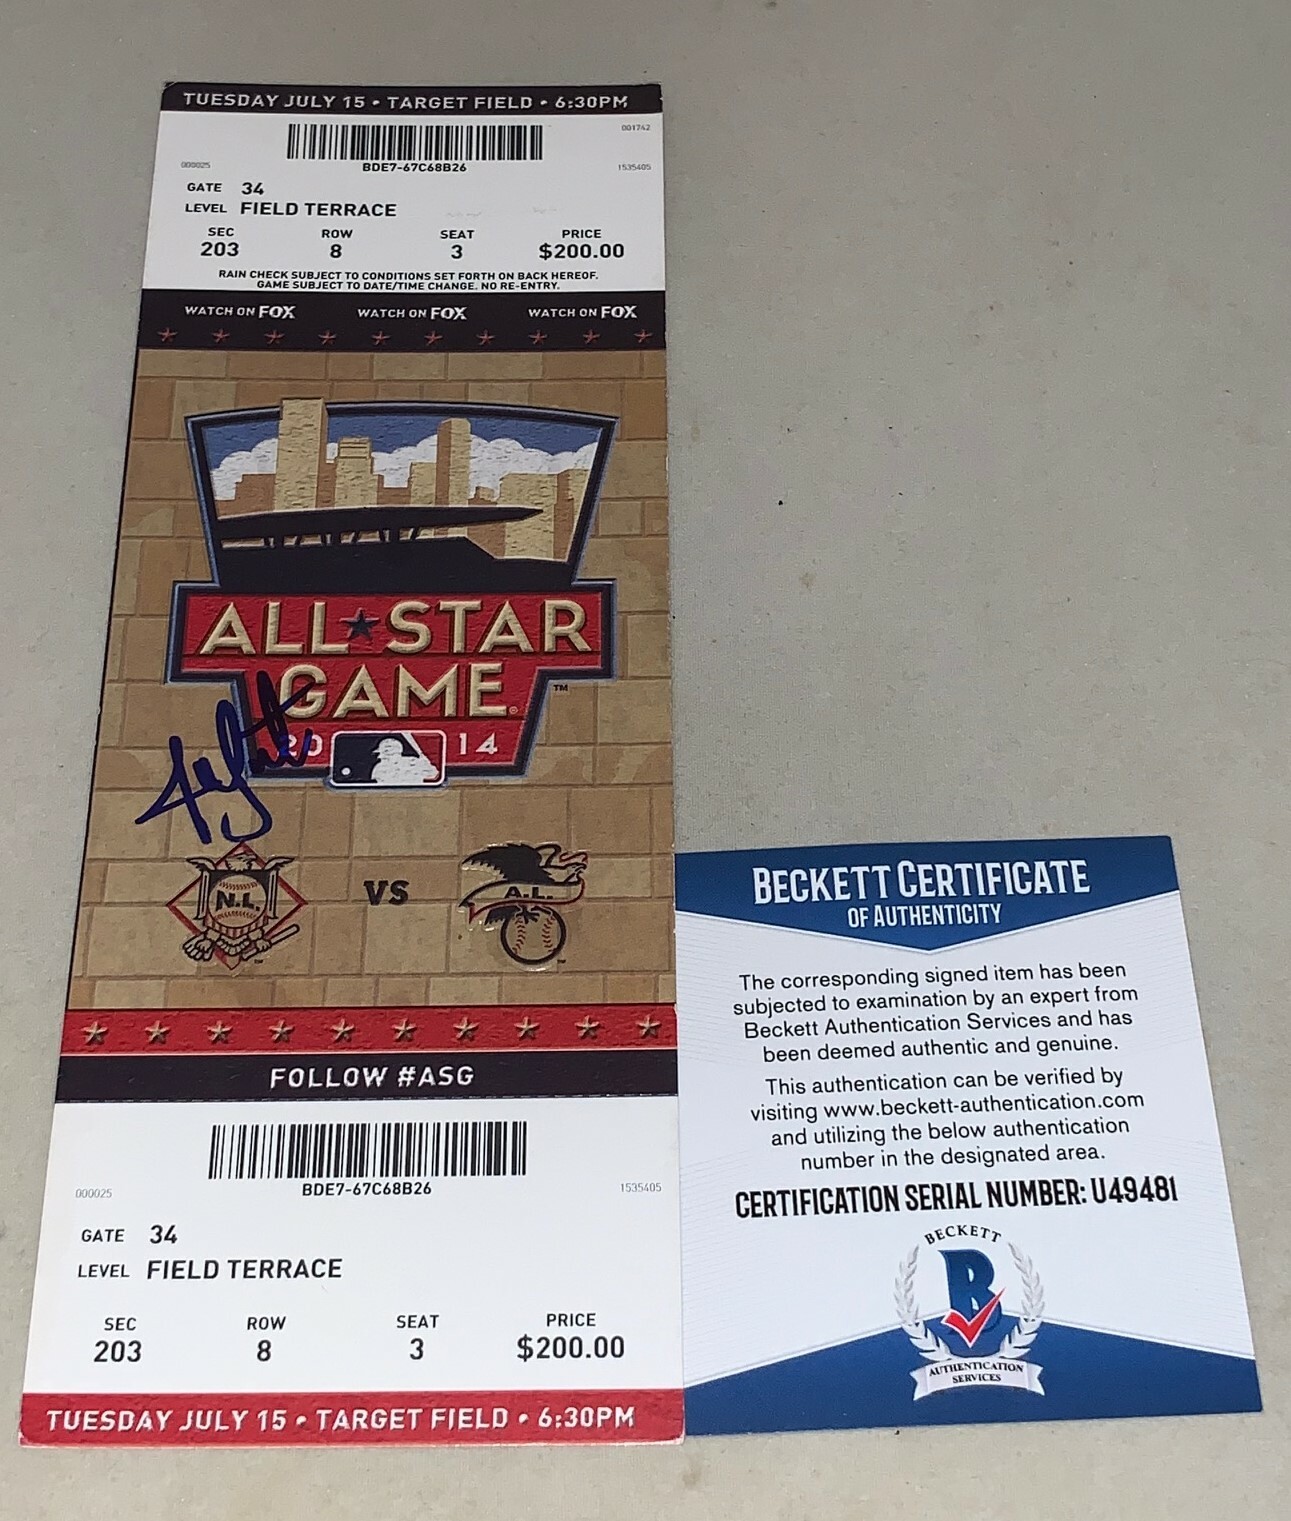 TUESDAY JULY 15 • TARGET FIELD • 6:30PM
001742
BDE7-67C68B26
000025
1535405
GATE 34
LEVEL FIELD TERRACE
SEC ROW SEAT PRICE
203 8 3 $200.00
RAIN CHECK SUBJECT TO CONDITIONS SET FORTH ON BACK HEREOF.
GAME SUBJECT TO DATE/TIME CHANGE. NO RE-ENTRY.
WATCH ON FOX WATCH ON FOX WATCH ON FOX
ALL★STAR
GAME
TM
2014
N.L. VS A.L.
FOLLOW #ASG
BDE7-67C68B26
000025
1535405
GATE 34
LEVEL FIELD TERRACE
SEC ROW SEAT PRICE
203 8 3 $200.00
TUESDAY JULY 15 • TARGET FIELD • 6:30PM
BECKETT CERTIFICATE
OF AUTHENTICITY
The corresponding signed item has been
subjected to examination by an expert from
Beckett Authentication Services and has
been deemed authentic and genuine.
This authentication can be verified by
visiting www.beckett-authentication.com
and utilizing the below authentication
number in the designated area.
CERTIFICATION SERIAL NUMBER: U49481
BECKETT
B
AUTHENTICATION
SERVICES